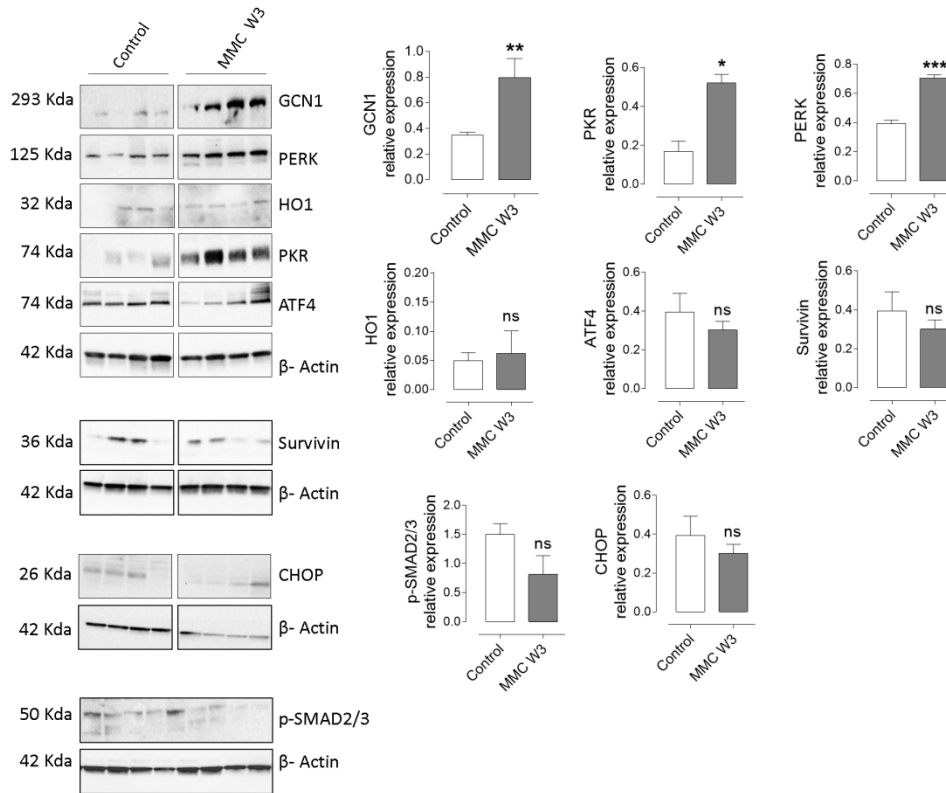 Control
MMC W3
293 Kda
GCN1
125 Kda
PERK
32 Kda
HO1
74 Kda
PKR
74 Kda
ATF4
42 Kda
β- Actin
36 Kda
Survivin
42 Kda
β- Actin
26 Kda
CHOP
42 Kda
β- Actin
50 Kda
p-SMAD2/3
42 Kda
β- Actin
GCN1
relative expression
1.0
0.8
0.6
0.4
0.2
0.0
**
Control
MMC W3
PKR
relative expression
0.6
0.4
0.2
0.0
*
Control
MMC W3
PERK
relative expression
0.8
0.6
0.4
0.2
0.0
***
Control
MMC W3
HO1
relative expression
0.20
0.15
0.10
0.05
0.00
ns
Control
MMC W3
ATF4
relative expression
0.6
0.4
0.2
0.0
ns
Control
MMC W3
Survivin
relative expression
0.6
0.4
0.2
0.0
ns
Control
MMC W3
p-SMAD2/3
relative expression
2.0
1.5
1.0
0.5
0.0
ns
Control
MMC W3
CHOP
relative expression
0.6
0.4
0.2
0.0
ns
Control
MMC W3